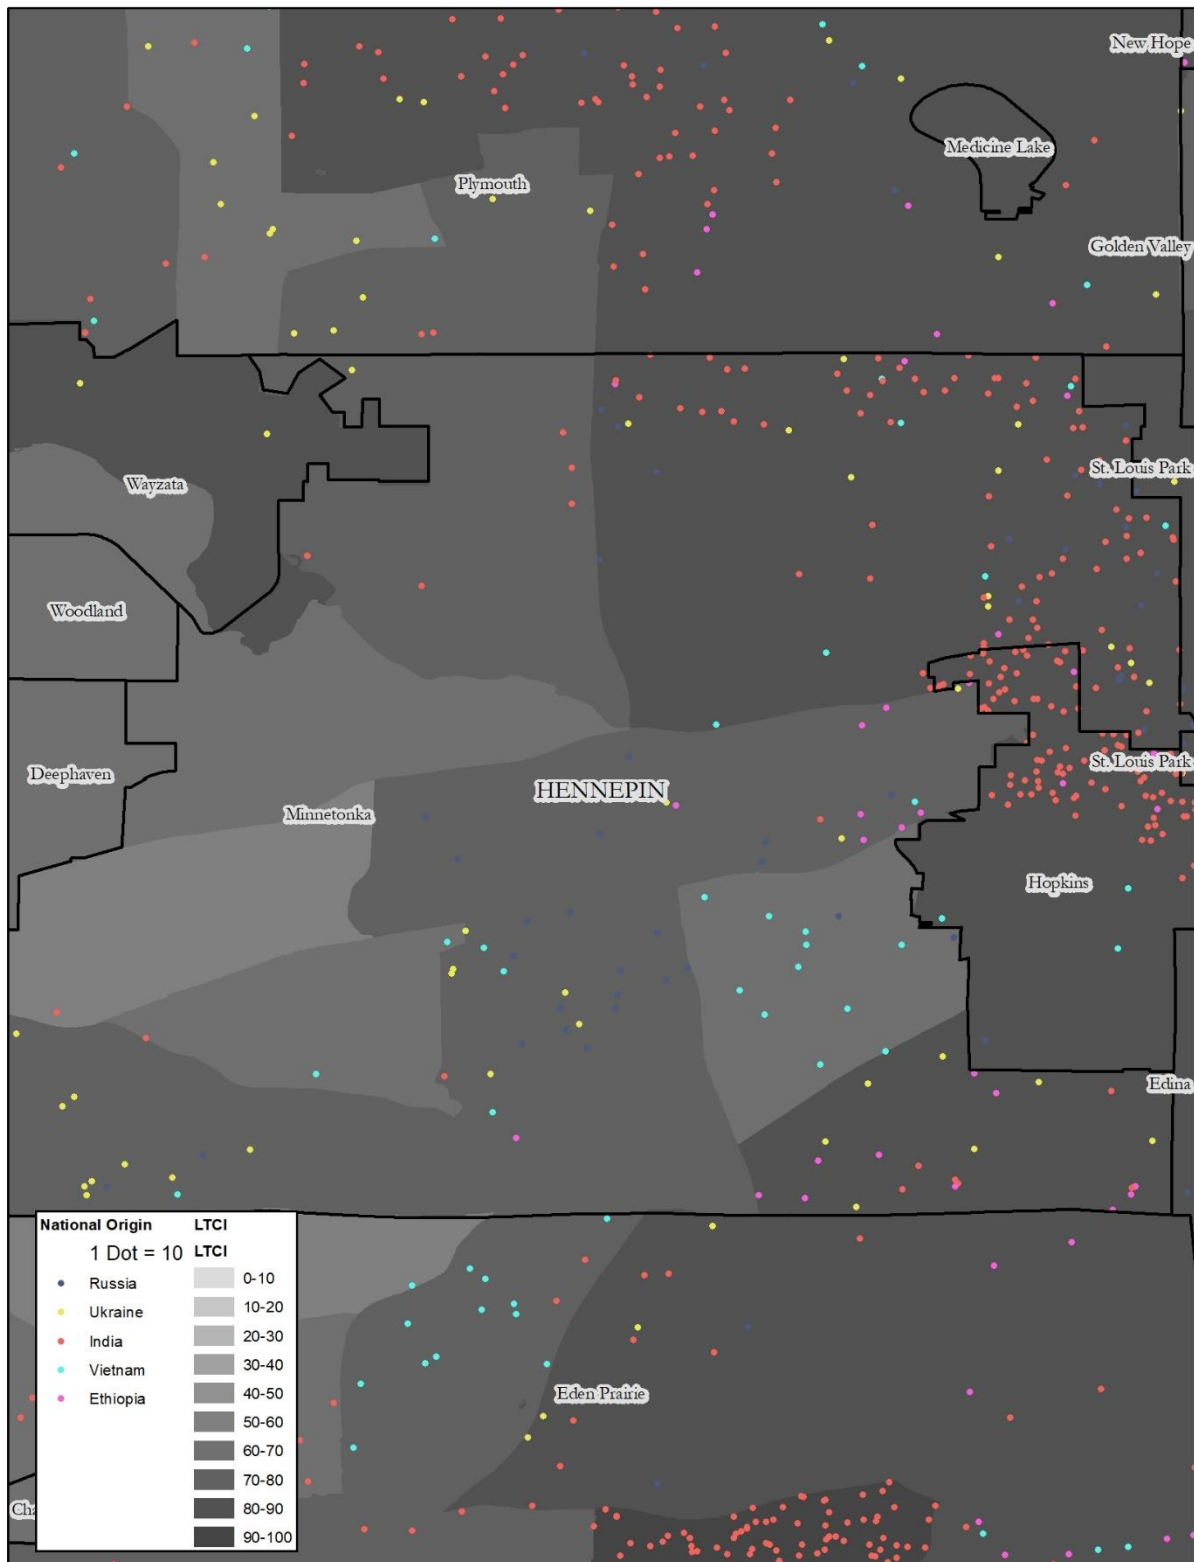 New Hope
Medicine Lake
Plymouth
Golden Valley
St. Louis Park
Wayzata
Woodland
St. Louis Park
Deephaven
HENNEPIN
Minnetonka
Hopkins
Edina
National Origin
LTCI
1 Dot = 10
LTCI
Russia
0-10
Ukraine
10-20
India
20-30
Vietnam
30-40
Ethiopia
40-50
50-60
60-70
70-80
80-90
90-100
Eden Prairie
Cha